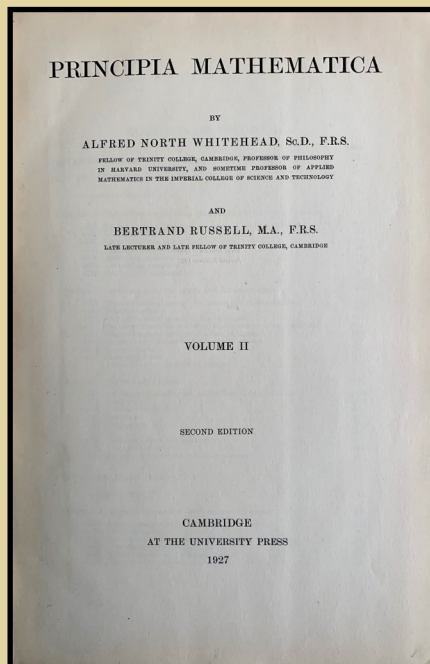 PRINCIPIA MATHEMATICA
BY
ALFRED NORTH WHITEHEAD, Sc.D., F.R.S.
FELLOW OF TRINITY COLLEGE, CAMBRIDGE, PROFESSOR OF PHILOSOPHY
IN HARVARD UNIVERSITY, AND SOMETIME PROFESSOR OF APPLIED
MATHEMATICS IN THE IMPERIAL COLLEGE OF SCIENCE AND TECHNOLOGY
AND
BERTRAND RUSSELL, M.A., F.R.S.
LATE LECTURER AND LATE FELLOW OF TRINITY COLLEGE, CAMBRIDGE
VOLUME II
SECOND EDITION
CAMBRIDGE
AT THE UNIVERSITY PRESS
1927